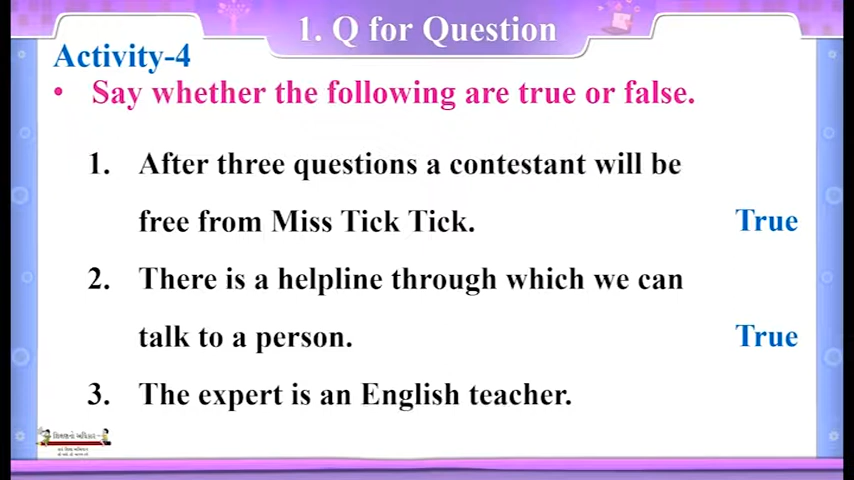 1. Q for Question
Activity-4
• Say whether the following are true or false.
1. After three questions a contestant will be
free from Miss Tick Tick. True
2. There is a helpline through which we can
talk to a person. True
3. The expert is an English teacher.